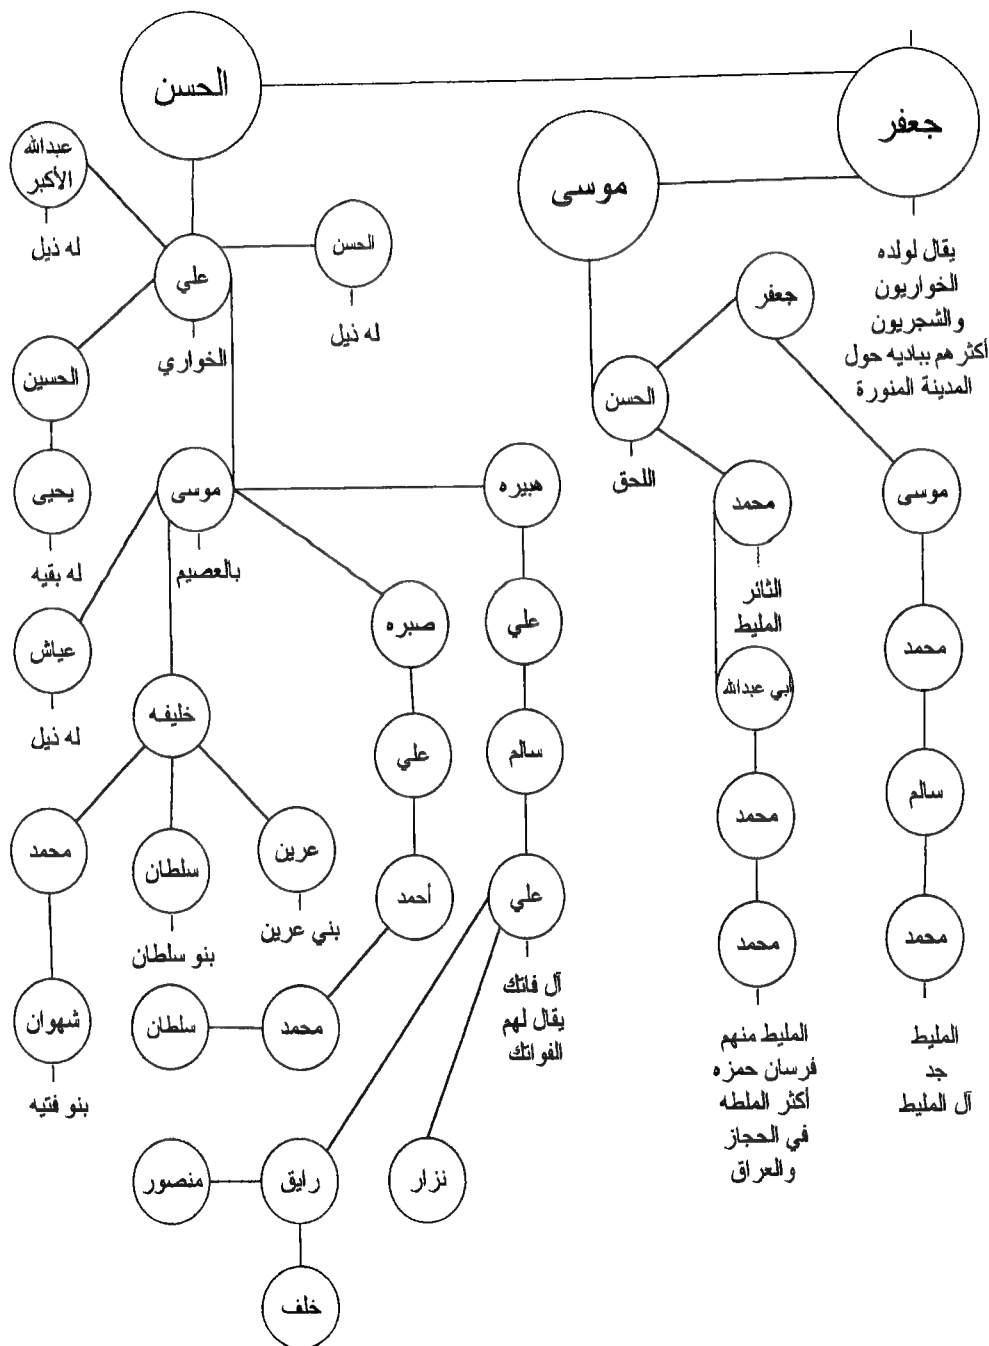 جعفر
يقال لولده
الخواريون
والشجريون
أكثرهم بباديه حول
المدينة المنورة
الحسن
موسى
عبدالله
الأكبر
له ذيل
علي
الخواري
الحسن
له ذيل
الحسين
يحيى
له بقيه
موسى
بالعصيم
عياش
له ذيل
خليفه
محمد
شهوان
بنو فتيه
سلطان
بنو سلطان
عرين
بني عرين
صبره
علي
أحمد
محمد
سلطان
هبيره
علي
سالم
علي
آل فاتك
يقال لهم
الفواتك
نزار
رايق
منصور
خلف
الحسن
اللحق
جعفر
موسى
محمد
سالم
محمد
المليط
جد
آل المليط
محمد
الثائر
المليط
أبي عبدالله
محمد
محمد
المليط منهم
فرسان حمزه
أكثر الملطه
في الحجاز
والعراق